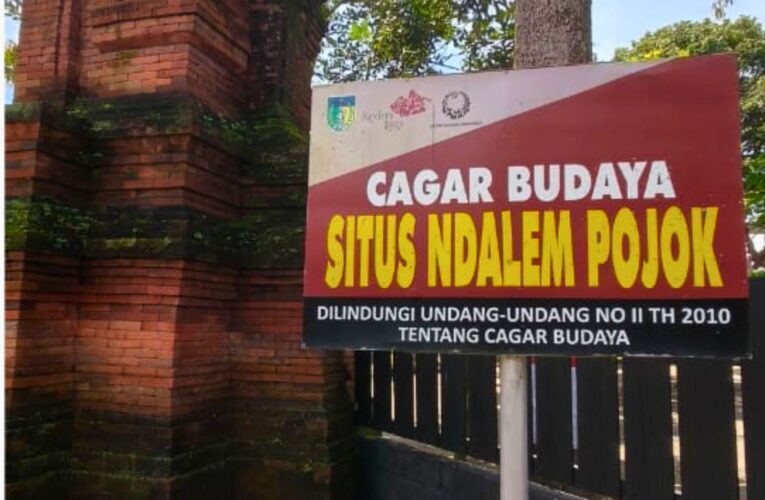 CAGAR BUDAYA
SITUS NDALEM POJOK
DILINDUNGI UNDANG-UNDANG NO II TH 2010
TENTANG CAGAR BUDAYA